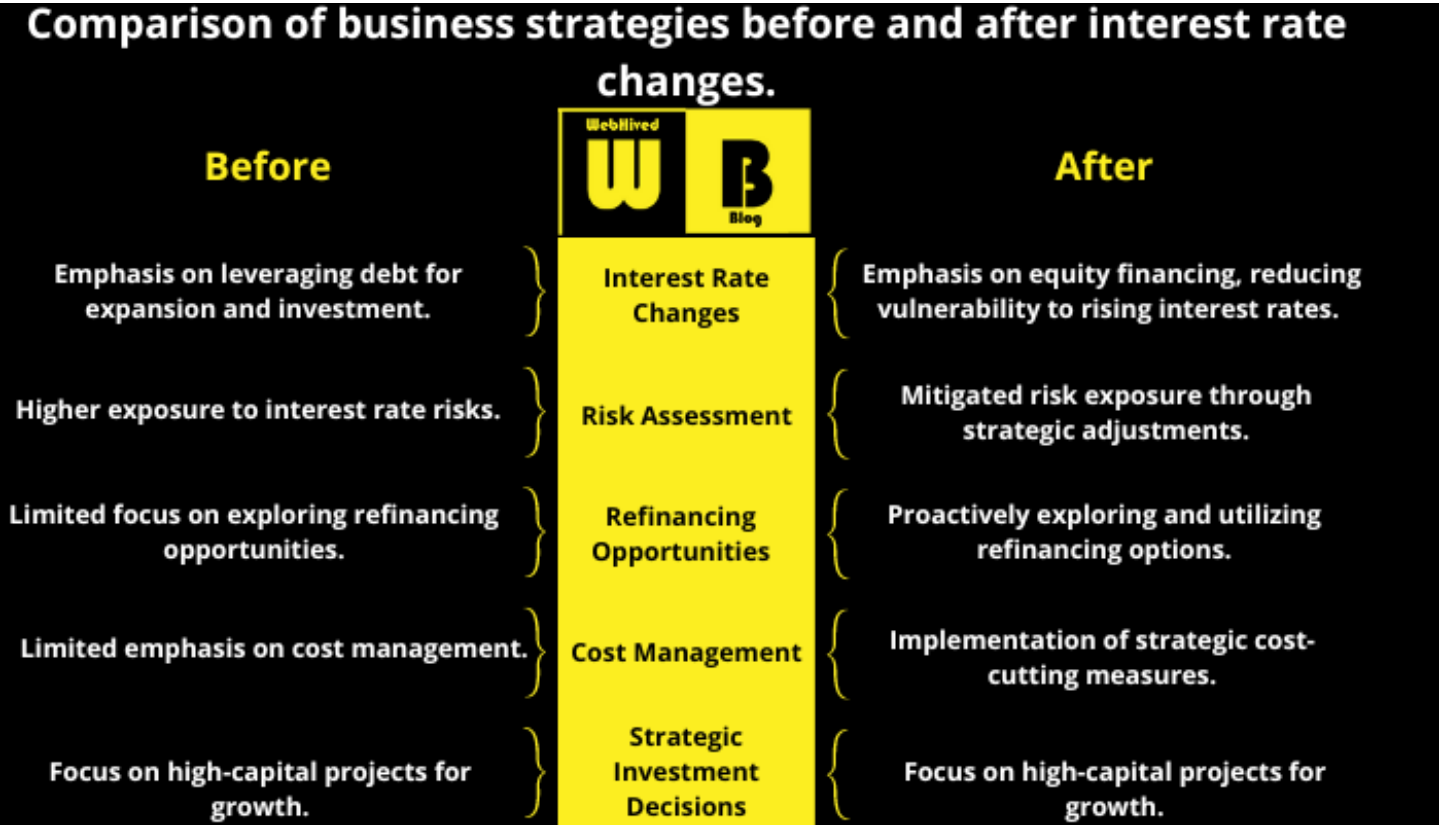 Comparison of business strategies before and after interest rate
changes.
WebHived
W
B
Blog
Before
After
Emphasis on leveraging debt for
expansion and investment.
Interest Rate
Changes
Emphasis on equity financing, reducing
vulnerability to rising interest rates.
Higher exposure to interest rate risks.
Risk Assessment
Mitigated risk exposure through
strategic adjustments.
Limited focus on exploring refinancing
opportunities.
Refinancing
Opportunities
Proactively exploring and utilizing
refinancing options.
Limited emphasis on cost management.
Cost Management
Implementation of strategic cost-
cutting measures.
Focus on high-capital projects for
growth.
Strategic
Investment
Decisions
Focus on high-capital projects for
growth.